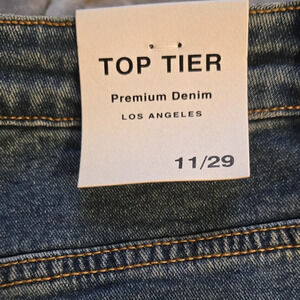 TOP TIER
Premium Denim
LOS ANGELES
11/29